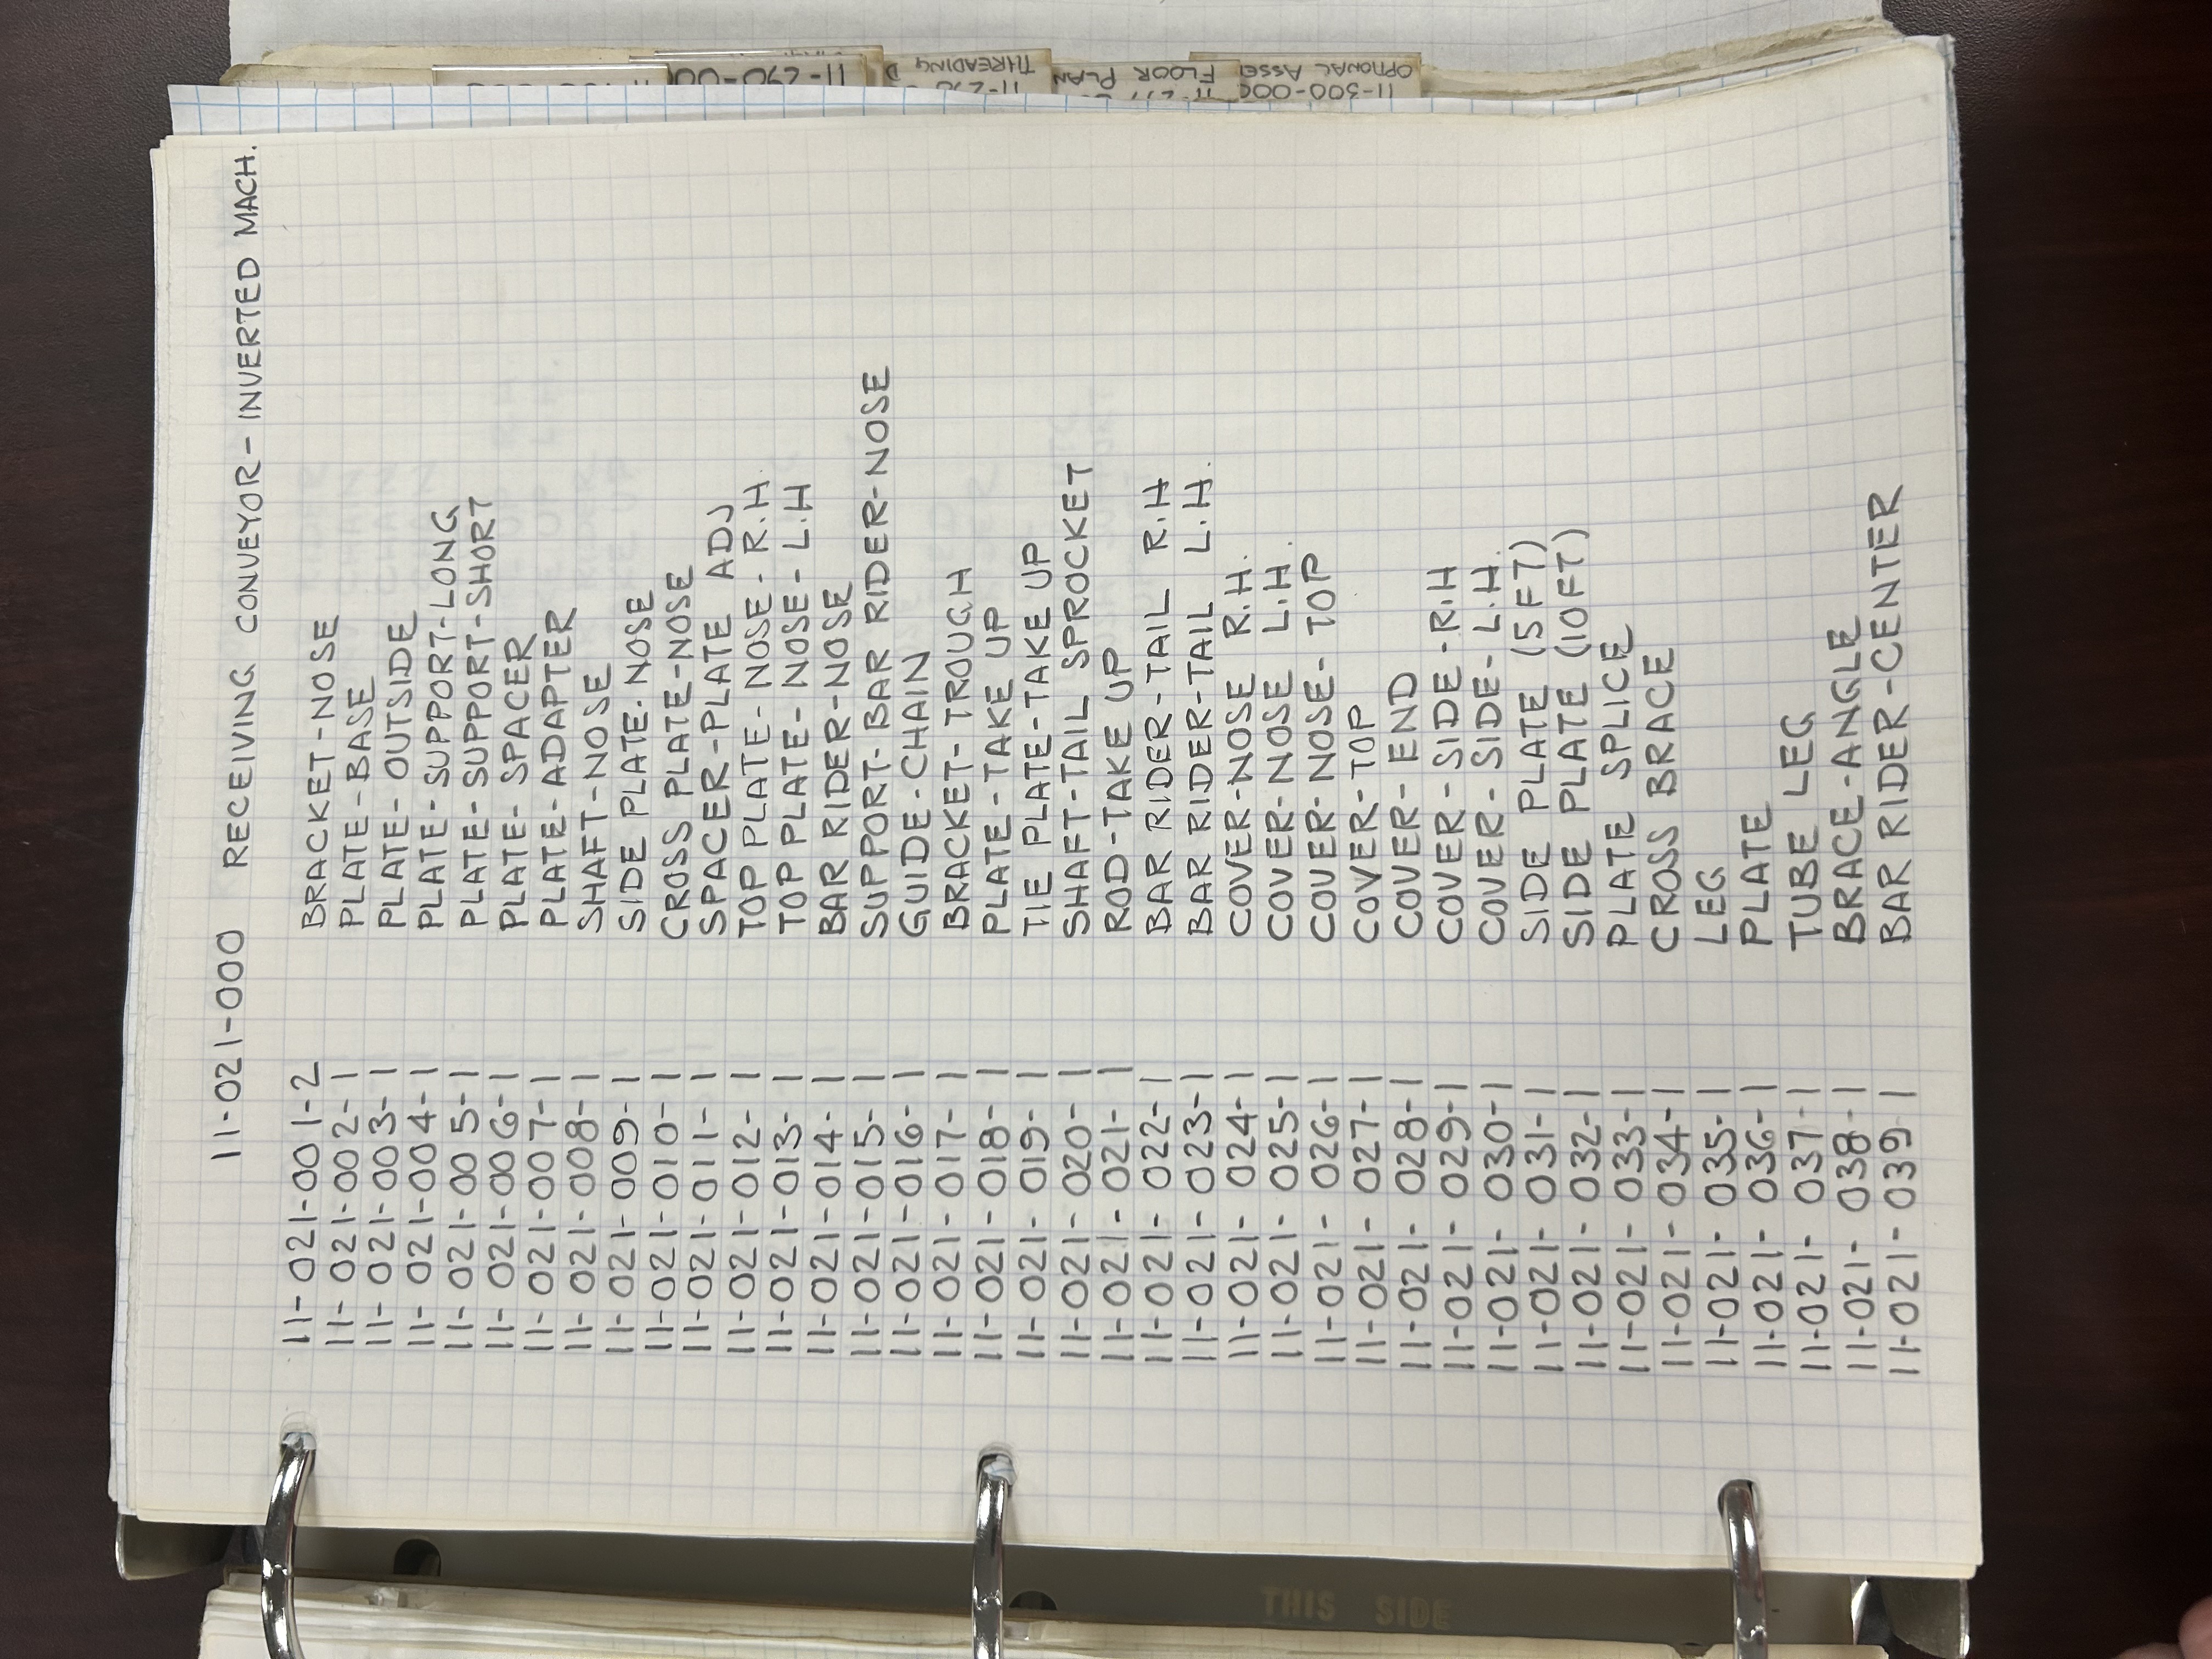 11-021-000 RECEIVING CONVEYOR-INVERTED MACH.
11-021-001-2 BRACKET-NOSE
11-021-002-1 PLATE-BASE
11-021-003-1 PLATE-OUTSIDE
11-021-004-1 PLATE-SUPPORT-LONG
11-021-005-1 PLATE-SUPPORT-SHORT
11-021-006-1 PLATE-SPACER
11-021-007-1 PLATE-ADAPTER
11-021-008-1 SHAFT-NOSE
11-021-009-1 SIDE PLATE-NOSE
11-021-010-1 CROSS PLATE-NOSE
11-021-011-1 SPACER-PLATE ADJ
11-021-012-1 TOP PLATE-NOSE-R.H.
11-021-013-1 TOP PLATE-NOSE-L.H
11-021-014-1 BAR RIDER-NOSE
11-021-015-1 SUPPORT-BAR RIDER-NOSE
11-021-016-1 GUIDE-CHAIN
11-021-017-1 BRACKET-TROUGH
11-021-018-1 PLATE-TAKE UP
11-021-019-1 TIE PLATE-TAKE UP
11-021-020-1 SHAFT-TAIL SPROCKET
11-021-021-1 ROD-TAKE UP
11-021-022-1 BAR RIDER-TAIL R.H
11-021-023-1 BAR RIDER-TAIL L.H.
11-021-024-1 COVER-NOSE R.H.
11-021-025-1 COVER-NOSE L.H.
11-021-026-1 COVER-NOSE-TOP
11-021-027-1 COVER-TOP
11-021-028-1 COVER-END
11-021-029-1 COVER-SIDE-R.H
11-021-030-1 COVER-SIDE-L.H.
11-021-031-1 SIDE PLATE (5FT)
11-021-032-1 SIDE PLATE (10FT)
11-021-033-1 PLATE SPLICE
11-021-034-1 CROSS BRACE
11-021-035-1 LEG
11-021-036-1 PLATE
11-021-037-1 TUBE LEG
11-021-038-1 BRACE-ANGLE
11-021-039 1 BAR RIDER-CENTER
THIS SIDE
THREADING
FLOOR PLAN
11-300-000
OPTIONAL